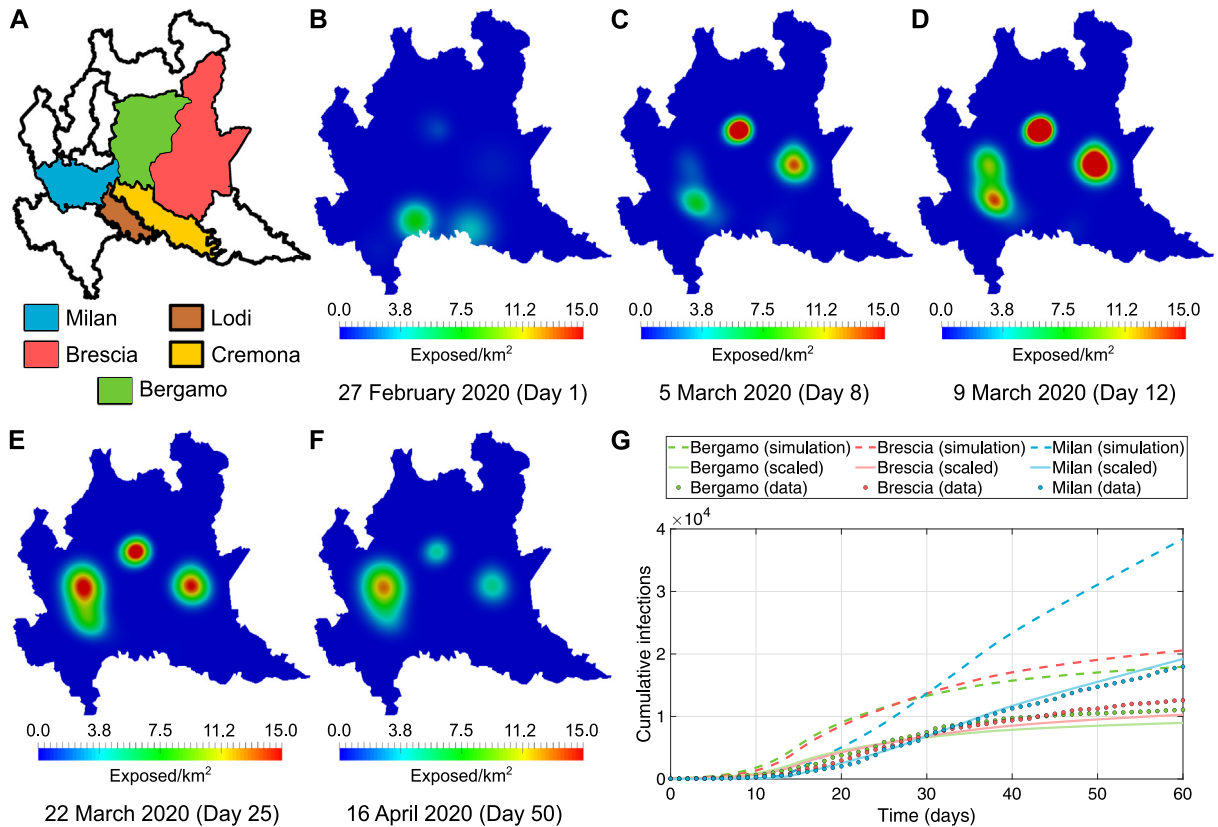 A
B
C
D
Milan
Lodi
Brescia
Cremona
Bergamo
0.0 4.8 7.5 11.2 15.0
Exposed/km²
27 February 2020 (Day 1)
0.0 3.8 7.5 11.2 15.0
Exposed/km²
5 March 2020 (Day 8)
0.0 3.8 7.5 11.2 15.0
Exposed/km²
9 March 2020 (Day 12)
E
F
G
0.0 3.8 7.5 11.2 15.0
Exposed/km²
22 March 2020 (Day 25)
0.0 3.8 7.5 11.2 15.0
Exposed/km²
16 April 2020 (Day 50)
Bergamo (simulation) Brescia (simulation) Milan (simulation)
Bergamo (scaled) Brescia (scaled) Milan (scaled)
Bergamo (data) Brescia (data) Milan (data)
×10⁴
4
3
2
1
0
Cumulative infections
0 10 20 30 40 50 60
Time (days)